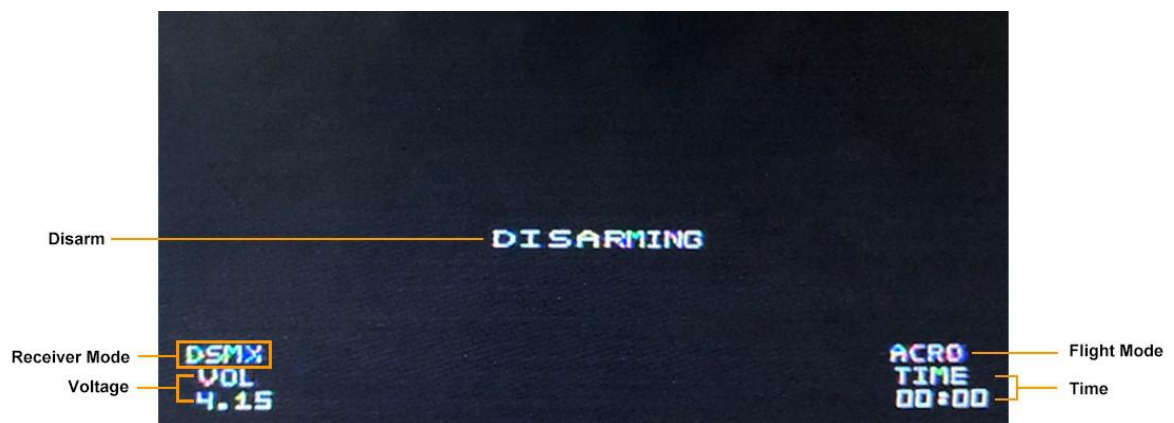 Disarm
DISARMING
Receiver Mode
DSMX
Voltage
VOL
4.15
ACRO
Flight Mode
TIME
00:00
Time